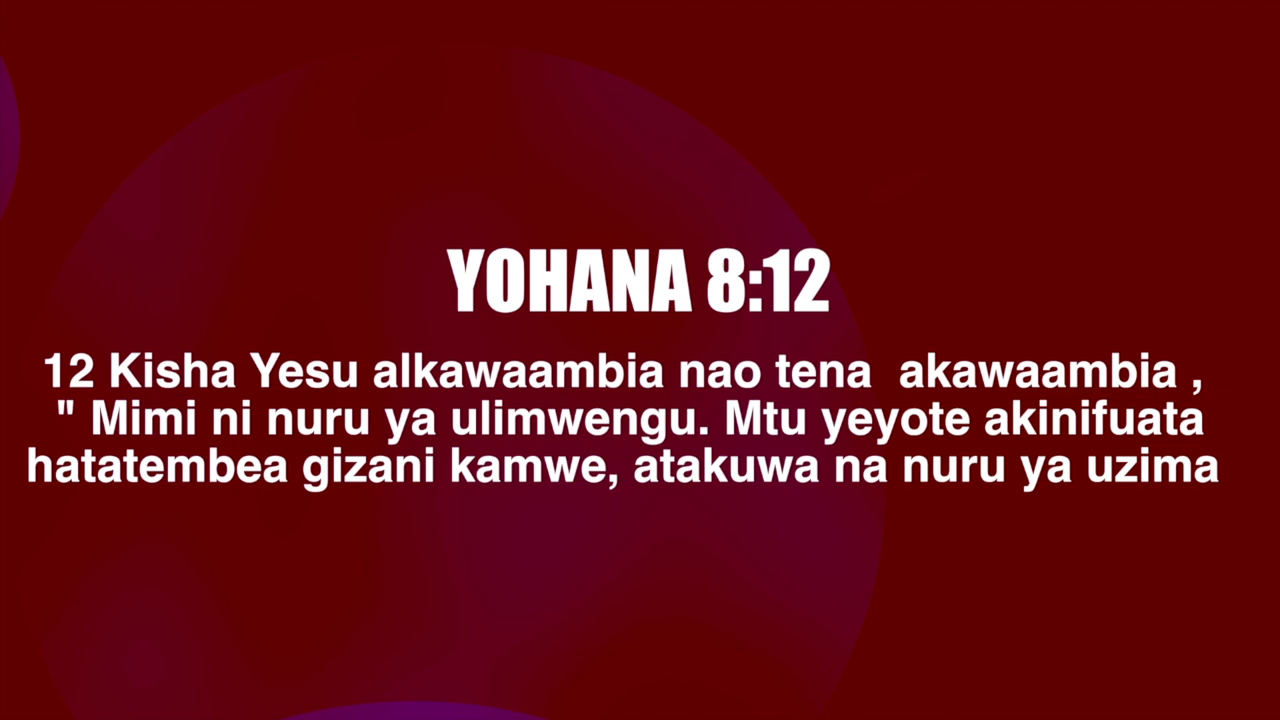 YOHANA 8:12
12 Kisha Yesu alkawaambia nao tena  akawaambia ,
" Mimi ni nuru ya ulimwengu. Mtu yeyote akinifuata
hatatembea gizani kamwe, atakuwa na nuru ya uzima